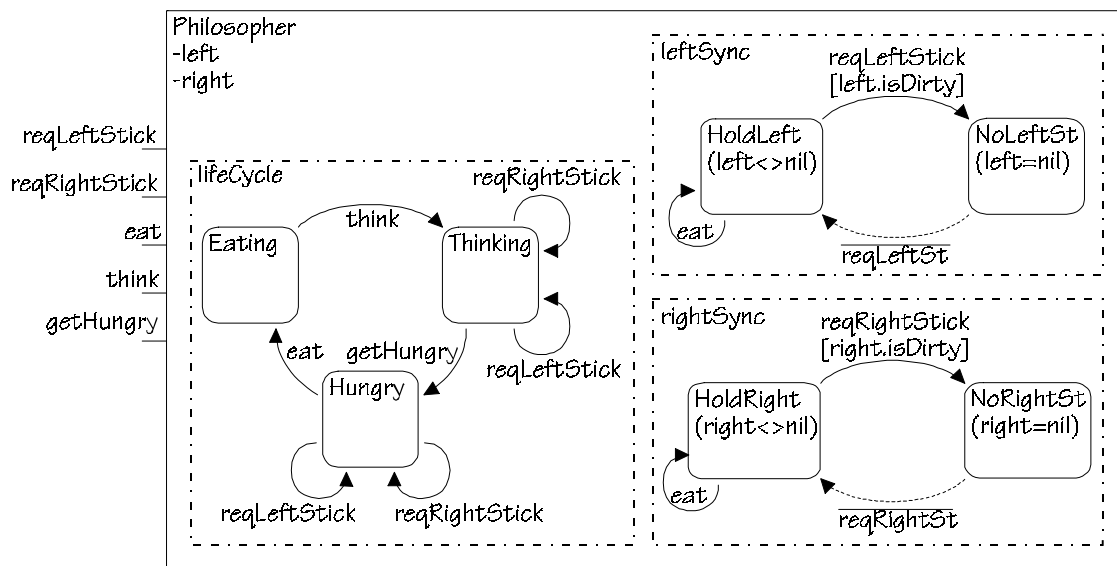 Philosopher
-left
-right
reqLeftStick
reqRightStick
eat
think
getHungry
lifeCycle
reqRightStick
think
Eating
Thinking
eat
getHungry
reqLeftStick
Hungry
reqLeftStick
reqRightStick
leftSync
reqLeftStick
[left.isDirty]
HoldLeft
(left<>nil)
NoLeftSt
(left=nil)
eat
reqLeftSt
rightSync
reqRightStick
[right.isDirty]
HoldRight
(right<>nil)
NoRightSt
(right=nil)
eat
reqRightSt